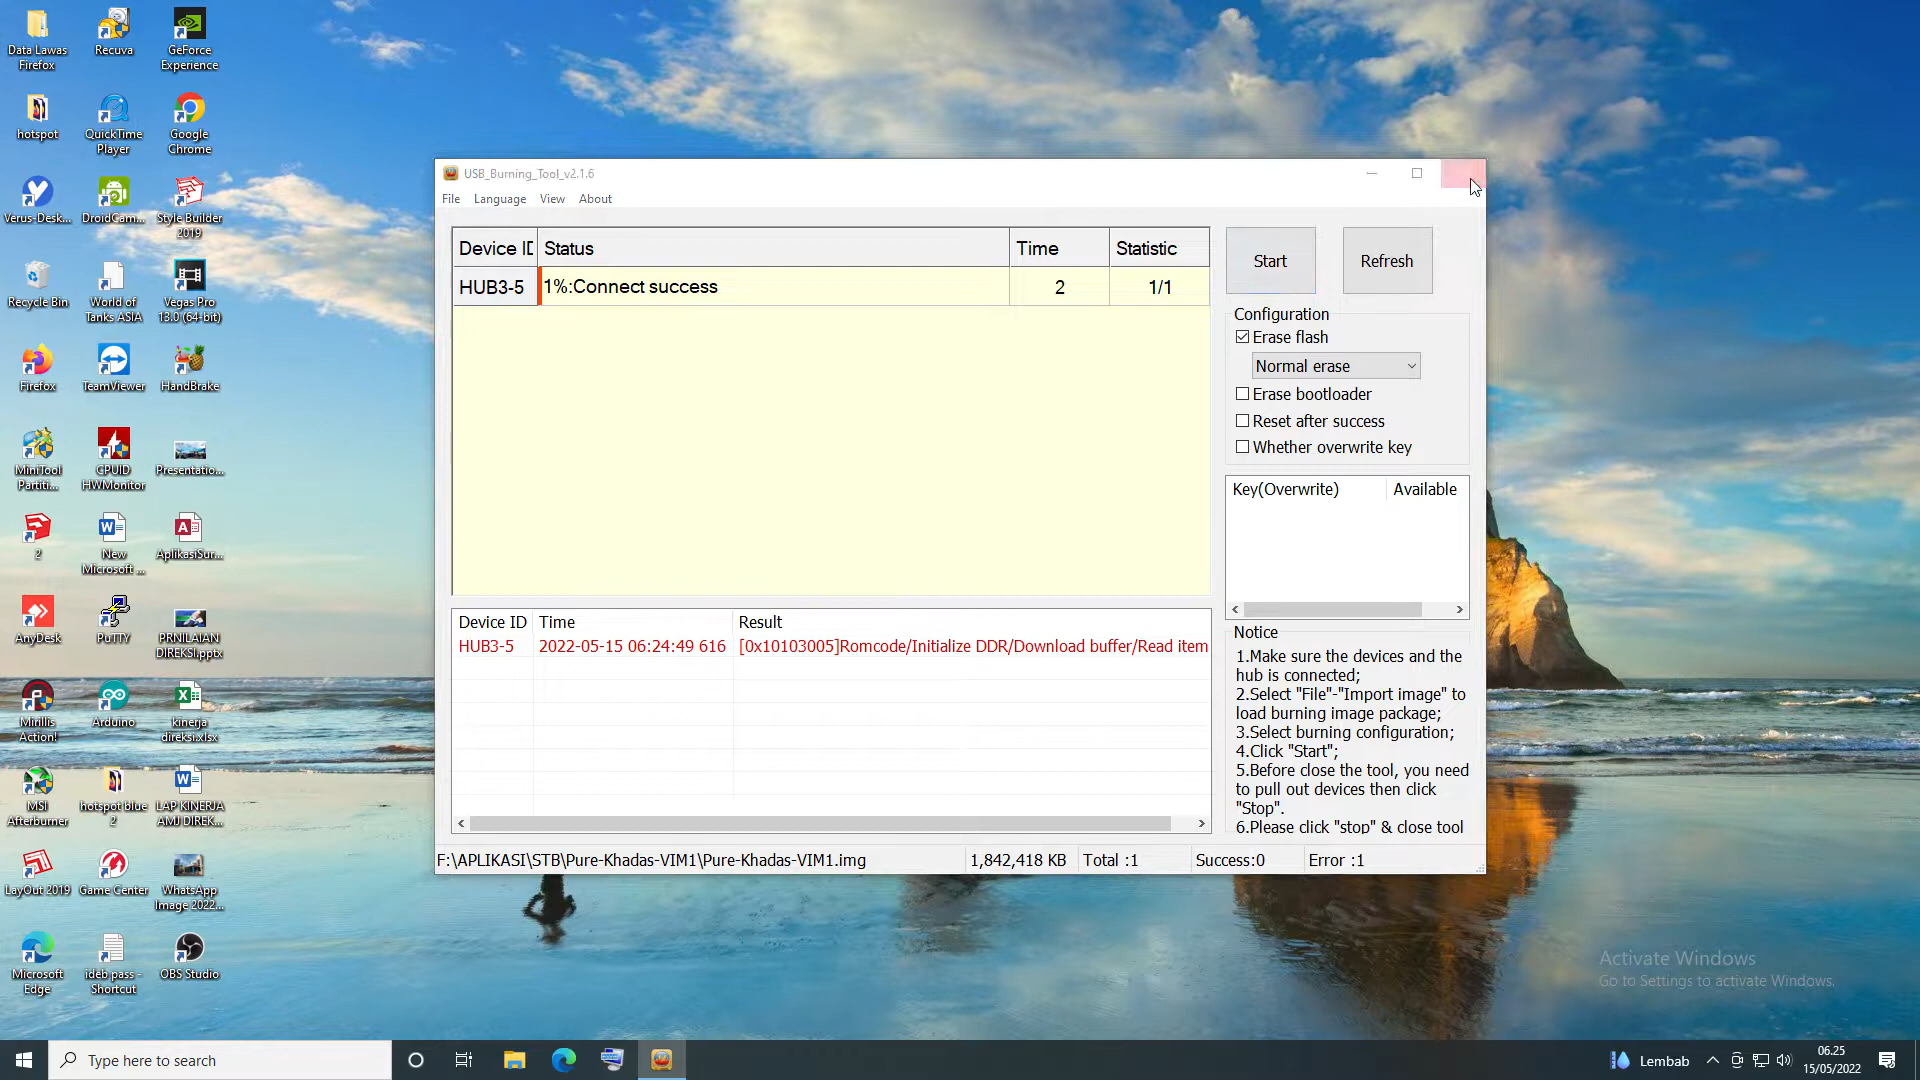 Data Lawas
Firefox
Recuva
GeForce
Experience
hotspot
QuickTime
Player
Google
Chrome
Verus-Desk...
DroidCam...
Style Builder
2019
Recycle Bin
World of
Tanks ASIA
Vegas Pro
13.0 (64-bit)
Firefox
TeamViewer
HandBrake
MiniTool
Partiti...
CPUID
HWMonitor
Presentatio...
2
New
Microsoft ...
AplikasiSur...
AnyDesk
PuTTY
PRNILAIAN
DIREKSI.pptx
Mirillis
Action!
Arduino
kinerja
direksi.xlsx
MSI
Afterburner
hotspot blue
2
LAP KINERJA
AMJ DIREK...
LayOut 2019
Game Center
WhatsApp
Image 2022...
Microsoft
Edge
ideb pass -
Shortcut
OBS Studio
USB_Burning_Tool_v2.1.6
File Language View About
Device ID Status Time Statistic
HUB3-5 1%:Connect success 2 1/1
Start Refresh
Configuration
Erase flash
Normal erase
Erase bootloader
Reset after success
Whether overwrite key
Key(Overwrite) Available
Device ID Time Result
HUB3-5 2022-05-15 06:24:49 616 [0x10103005]Romcode/Initialize DDR/Download buffer/Read item
Notice
1.Make sure the devices and the
hub is connected;
2.Select "File"-"Import image" to
load burning image package;
3.Select burning configuration;
4.Click "Start";
5.Before close the tool, you need
to pull out devices then click
"Stop".
6.Please click "stop" & close tool
F:\APLIKASI\STB\Pure-Khadas-VIM1\Pure-Khadas-VIM1.img 1,842,418 KB Total :1 Success:0 Error :1
Activate Windows
Go to Settings to activate Windows.
Type here to search
Lembab
06.25
15/05/2022